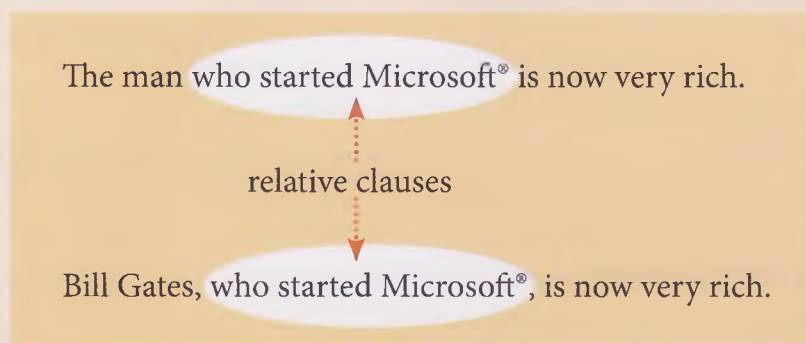 The man who started Microsoft® is now very rich.
relative clauses
Bill Gates, who started Microsoft®, is now very rich.